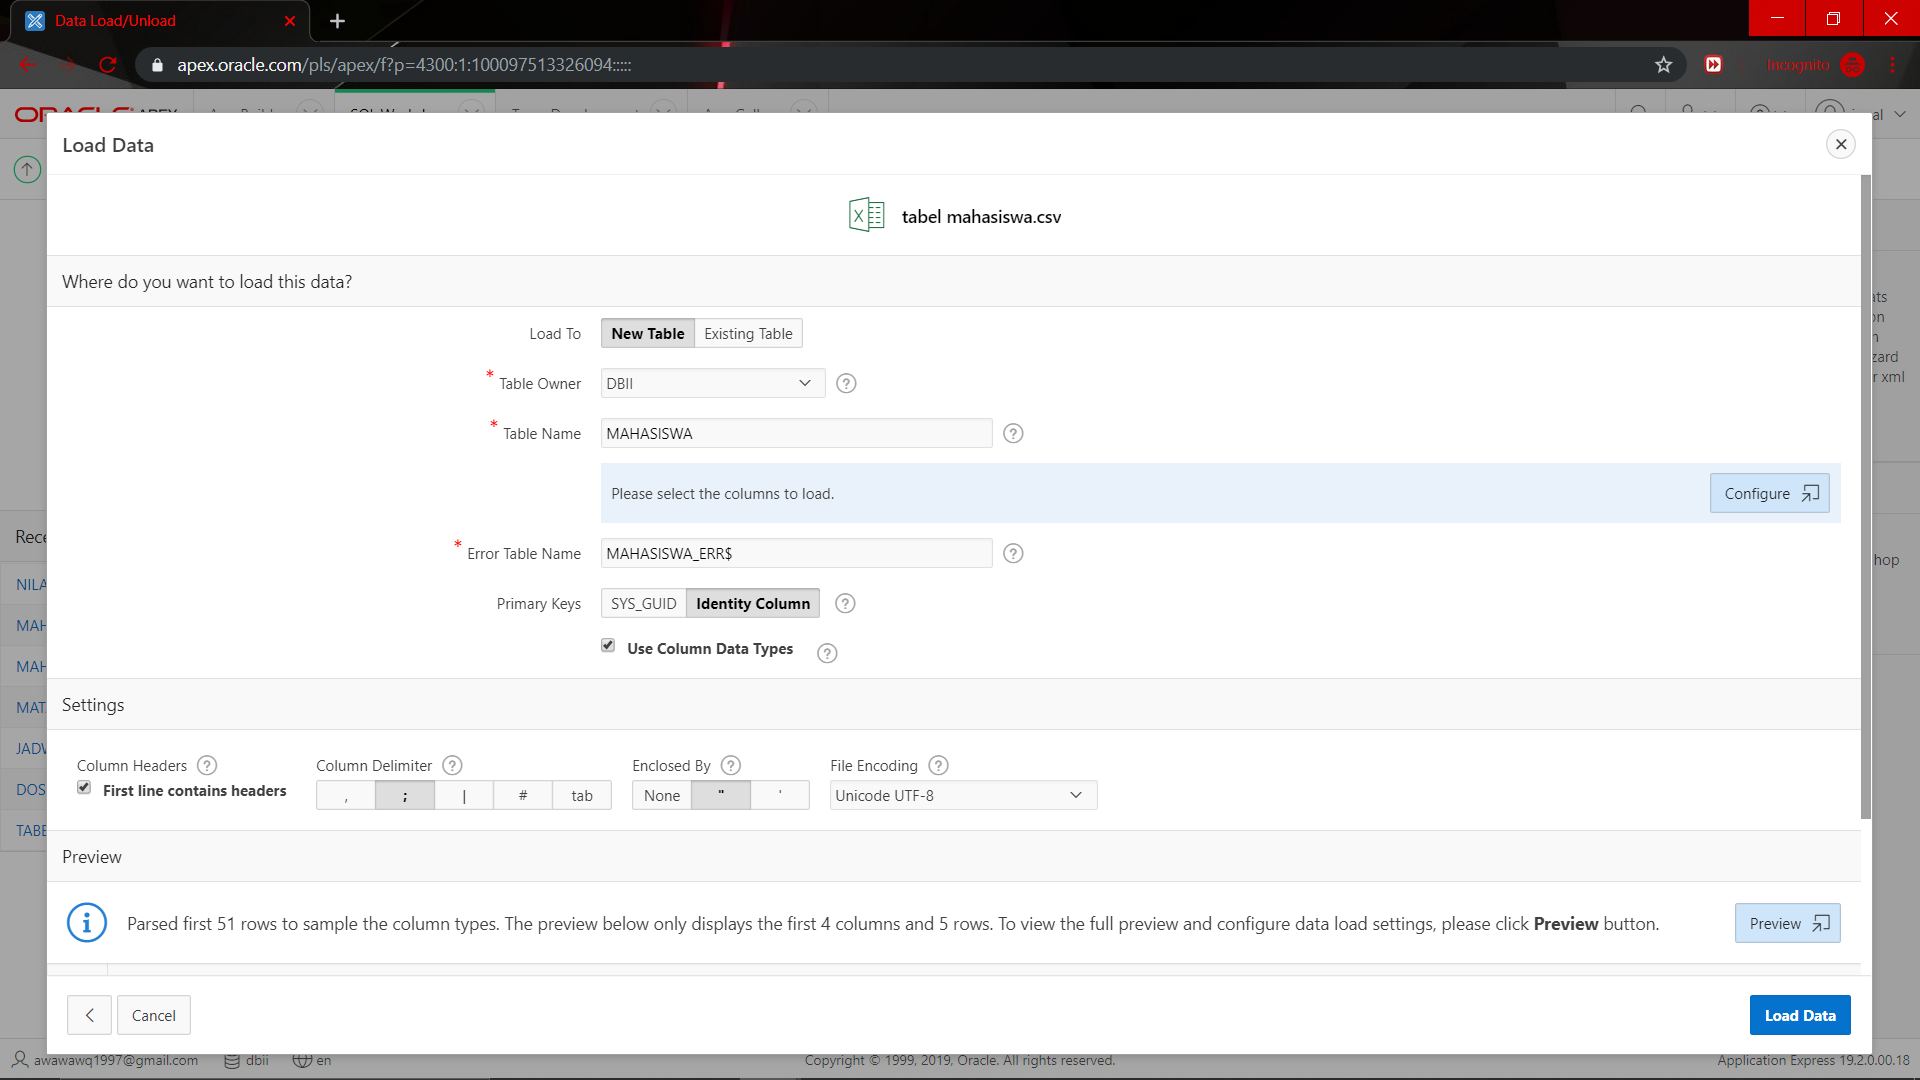 Data Load/Unload
apex.oracle.com/pls/apex/f?p=4300:1:100097513326094:::::
Incognito
Load Data
tabel mahasiswa.csv
Where do you want to load this data?
Load To New Table Existing Table
* Table Owner DBII
* Table Name MAHASISWA
Please select the columns to load. Configure
* Error Table Name MAHASISWA_ERR$
Primary Keys SYS_GUID Identity Column
Use Column Data Types
Settings
Column Headers Column Delimiter Enclosed By File Encoding
First line contains headers , ; | # tab None " ' Unicode UTF-8
Preview
Parsed first 51 rows to sample the column types. The preview below only displays the first 4 columns and 5 rows. To view the full preview and configure data load settings, please click Preview button. Preview
Cancel Load Data
awawawq1997@gmail.com dbii en Copyright © 1999, 2019, Oracle. All rights reserved. Application Express 19.2.0.00.18